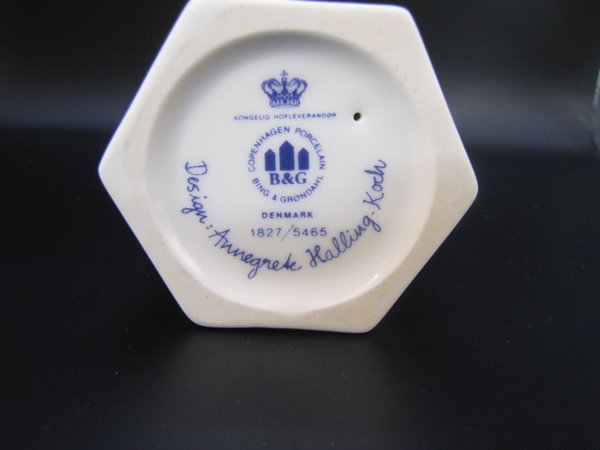 KONGELIG HOFLEVERANDØR
COPENHAGEN PORCELAIN
B&G
BING & GRØNDAHL
DENMARK
1827/5465
Design: Annegrete Halling-Koch